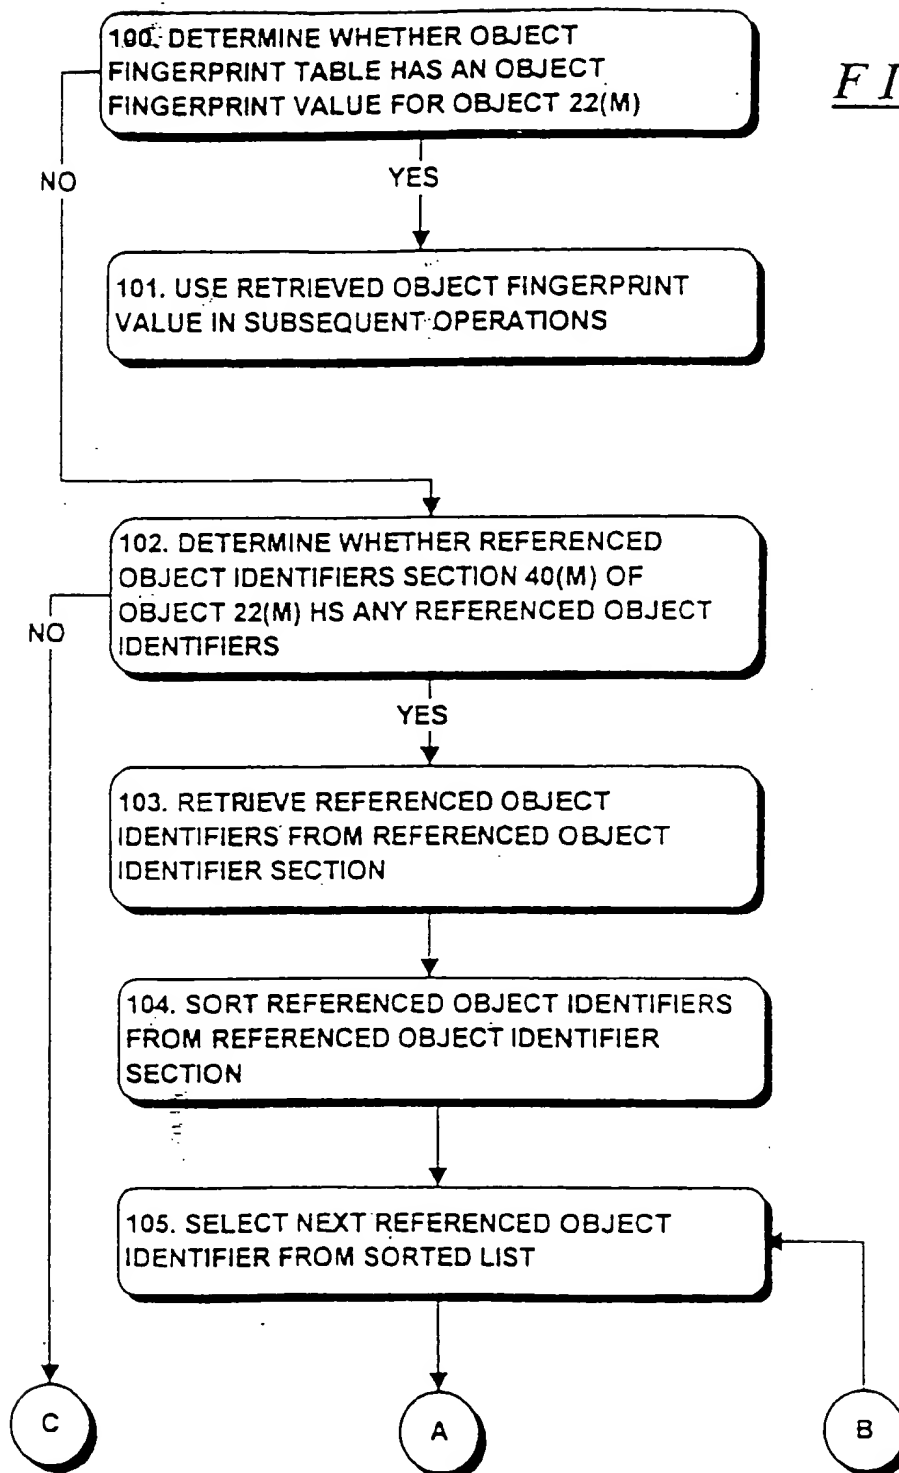 100. DETERMINE WHETHER OBJECT
FINGERPRINT TABLE HAS AN OBJECT
FINGERPRINT VALUE FOR OBJECT 22(M)
F I
NO
YES
101. USE RETRIEVED OBJECT FINGERPRINT
VALUE IN SUBSEQUENT OPERATIONS
102. DETERMINE WHETHER REFERENCED
OBJECT IDENTIFIERS SECTION 40(M) OF
OBJECT 22(M) HS ANY REFERENCED OBJECT
IDENTIFIERS
NO
YES
103. RETRIEVE REFERENCED OBJECT
IDENTIFIERS FROM REFERENCED OBJECT
IDENTIFIER SECTION
104. SORT REFERENCED OBJECT IDENTIFIERS
FROM REFERENCED OBJECT IDENTIFIER
SECTION
105. SELECT NEXT REFERENCED OBJECT
IDENTIFIER FROM SORTED LIST
C
A
B